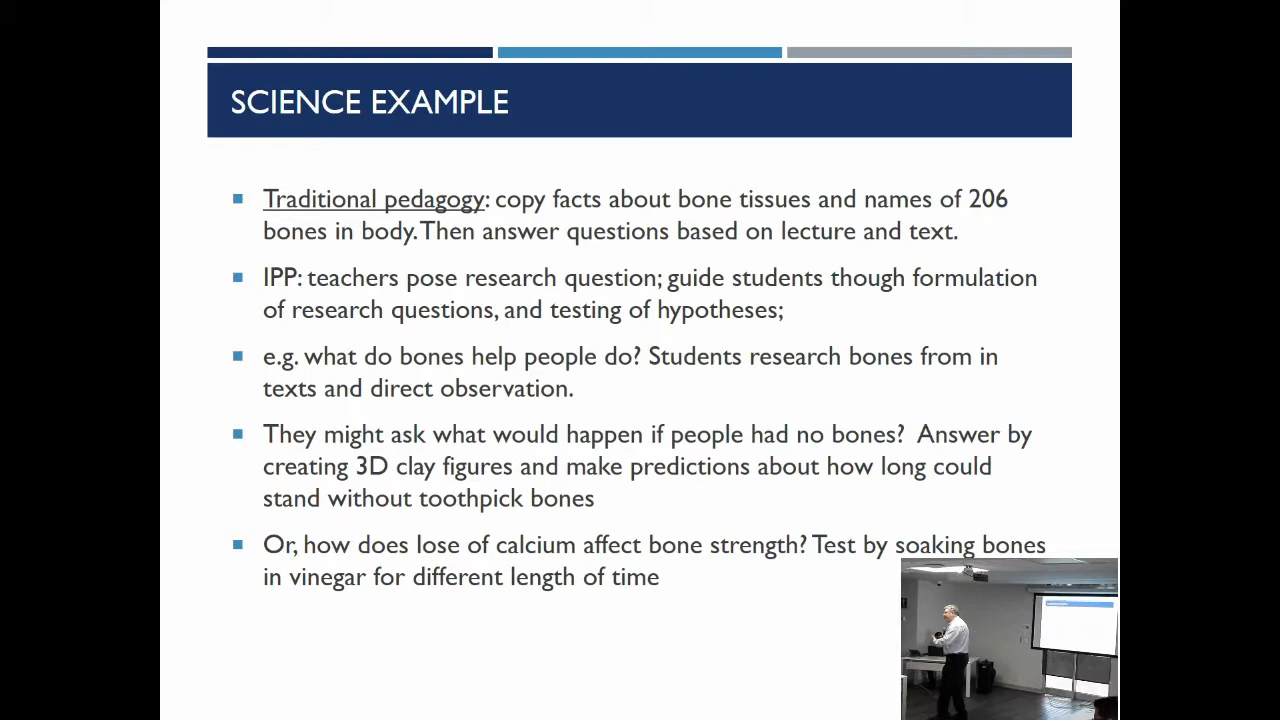 SCIENCE EXAMPLE
Traditional pedagogy: copy facts about bone tissues and names of 206
bones in body. Then answer questions based on lecture and text.
IPP: teachers pose research question; guide students though formulation
of research questions, and testing of hypotheses;
e.g. what do bones help people do? Students research bones from in
texts and direct observation.
They might ask what would happen if people had no bones? Answer by
creating 3D clay figures and make predictions about how long could
stand without toothpick bones
Or, how does lose of calcium affect bone strength? Test by soaking bones
in vinegar for different length of time